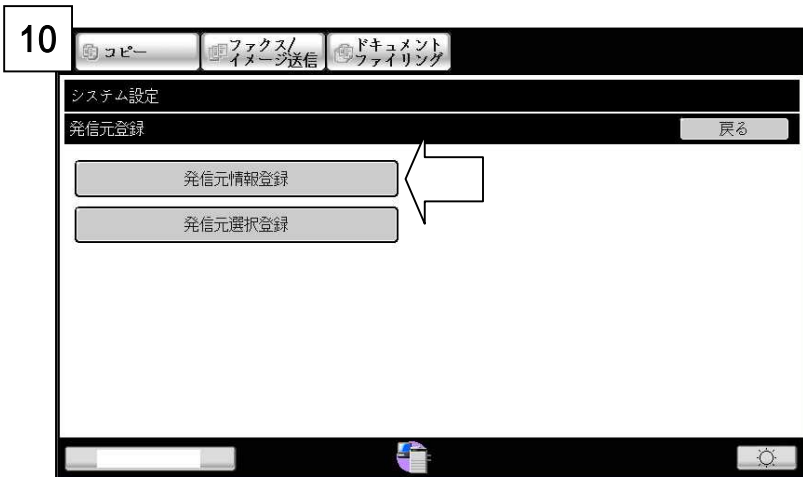 10
コピー
ファクス/
イメージ送信
ドキュメント
ファイリング
システム設定
発信元登録
戻る
発信元情報登録
発信元選択登録